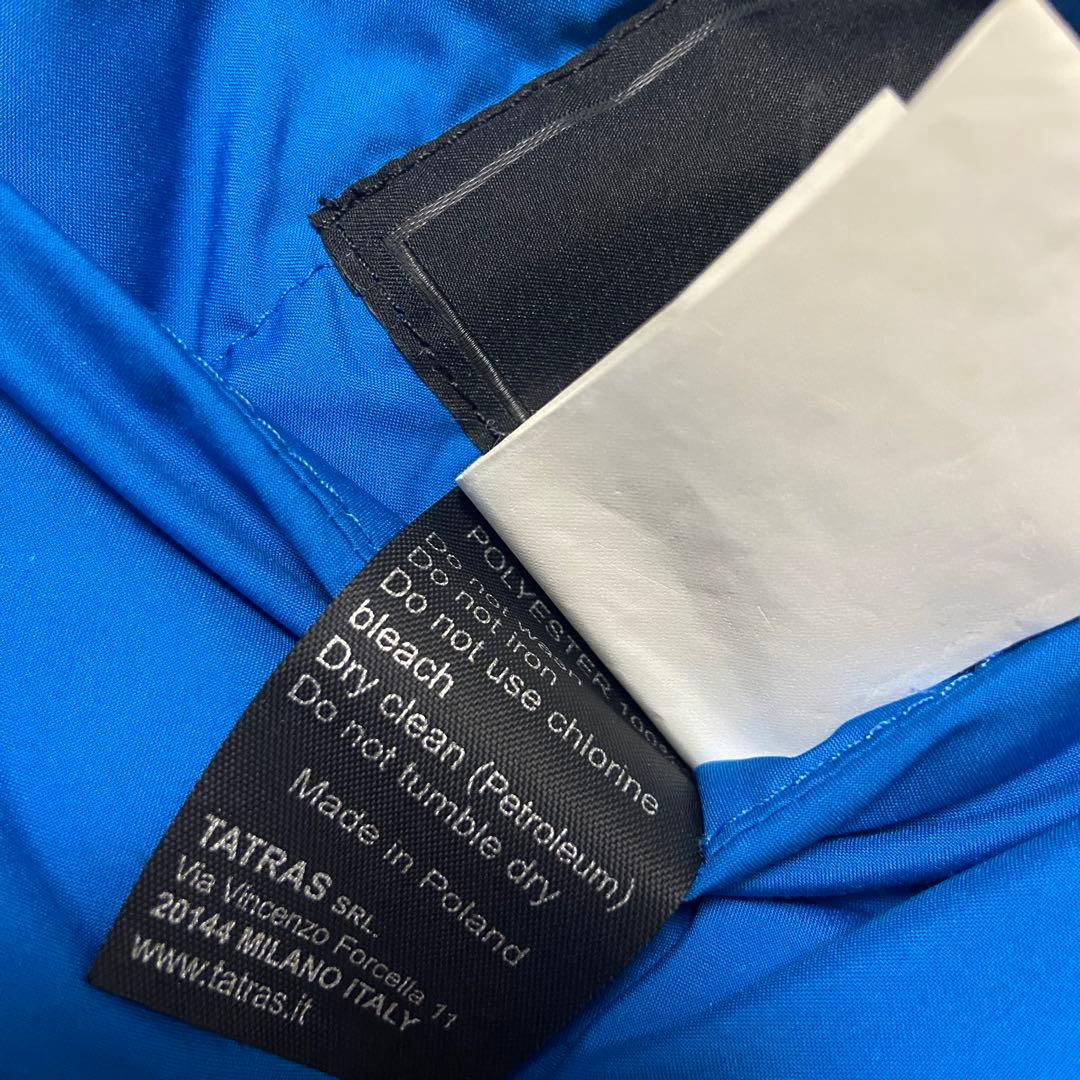 POLYESTER 100%
Do not wash
Do not iron
Do not use chlorine
bleach
Dry clean (Petroleum)
Do not tumble dry
Made in Poland
TATRAS SRL.
Via Vincenzo Forcella 11
20144 MILANO ITALY
www.tatras.it